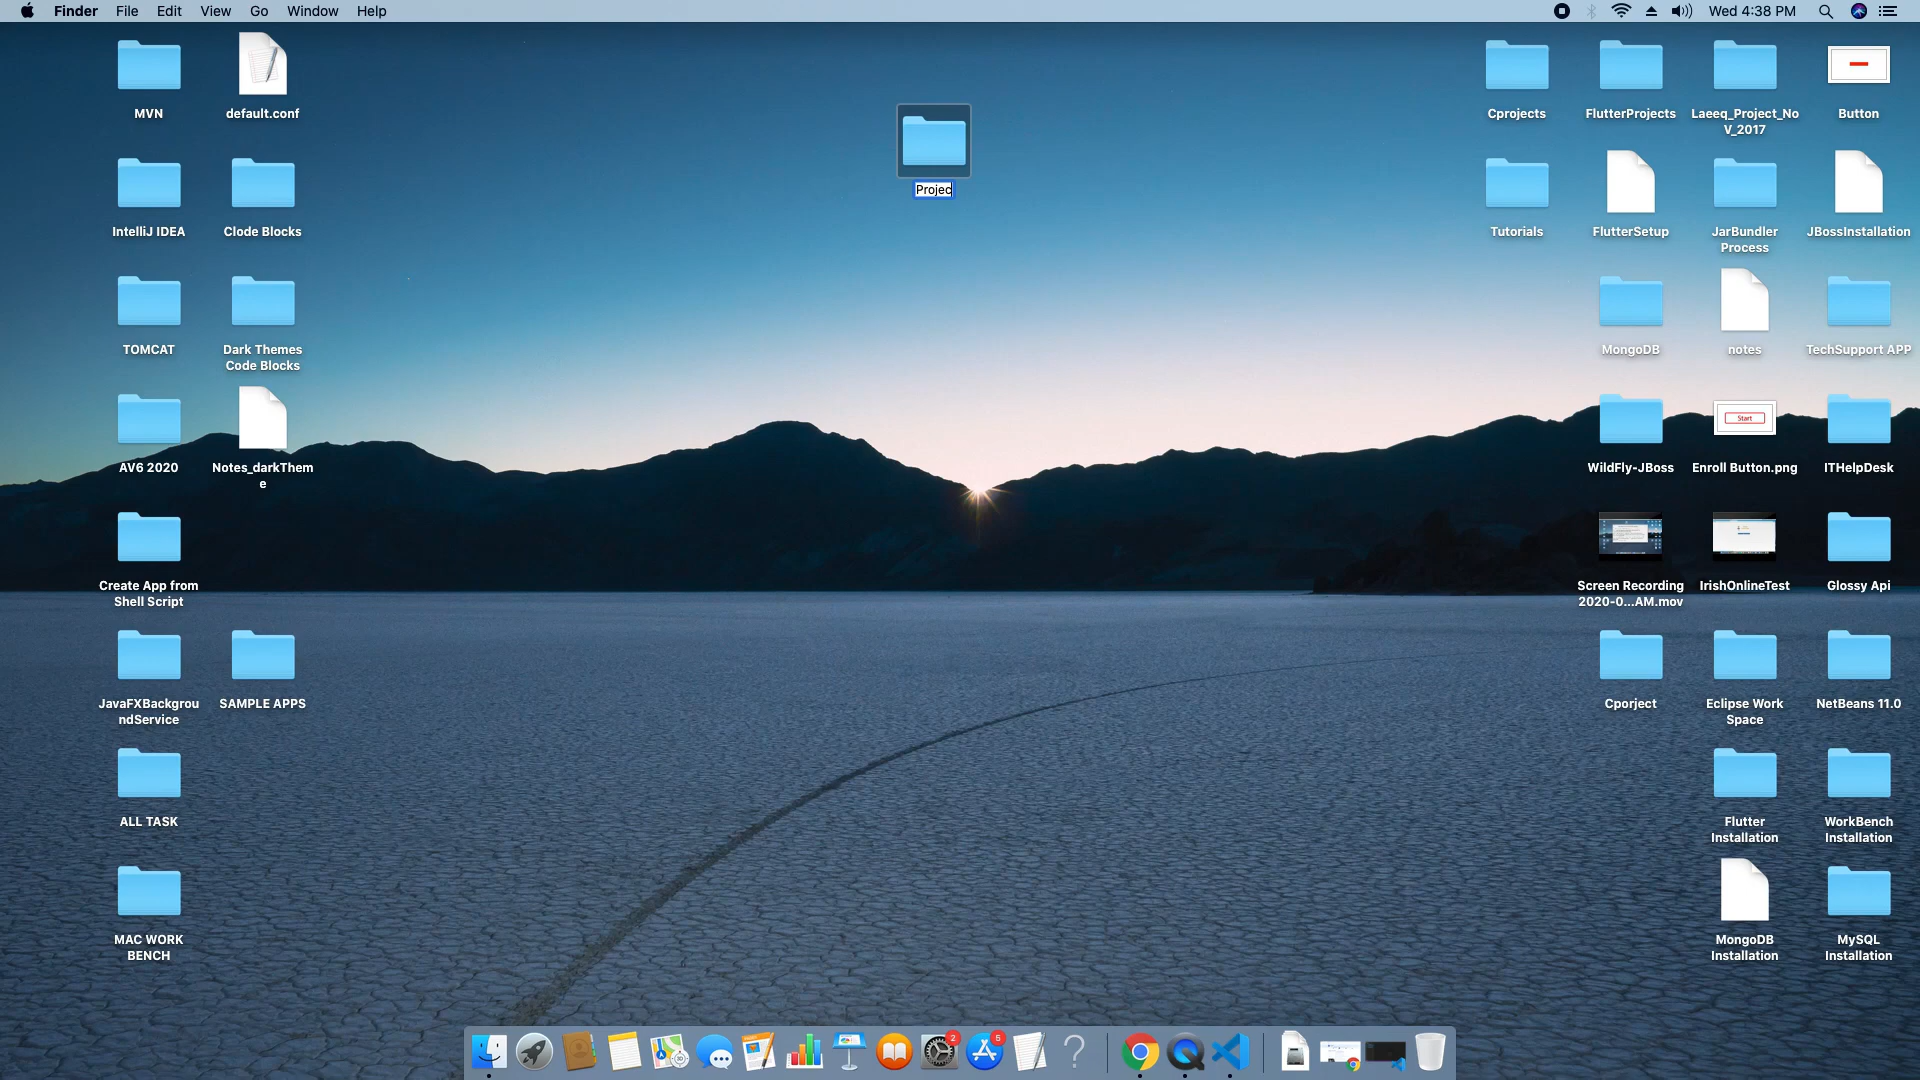 Finder File Edit View Go Window Help
Wed 4:38 PM
MVN
default.conf
IntelliJ IDEA
Clode Blocks
TOMCAT
Dark Themes
Code Blocks
AV6 2020
Notes_darkThem
e
Create App from
Shell Script
JavaFXBackgrou
ndService
SAMPLE APPS
ALL TASK
MAC WORK
BENCH
Projec
Cprojects
FlutterProjects
Laeeq_Project_No
V_2017
Button
Tutorials
FlutterSetup
JarBundler
Process
JBossInstallation
MongoDB
notes
TechSupport APP
WildFly-JBoss
Start
Enroll Button.png
ITHelpDesk
Screen Recording
2020-0...AM.mov
IrishOnlineTest
Glossy Api
Cporject
Eclipse Work
Space
NetBeans 11.0
Flutter
Installation
WorkBench
Installation
MongoDB
Installation
MySQL
Installation
2
5